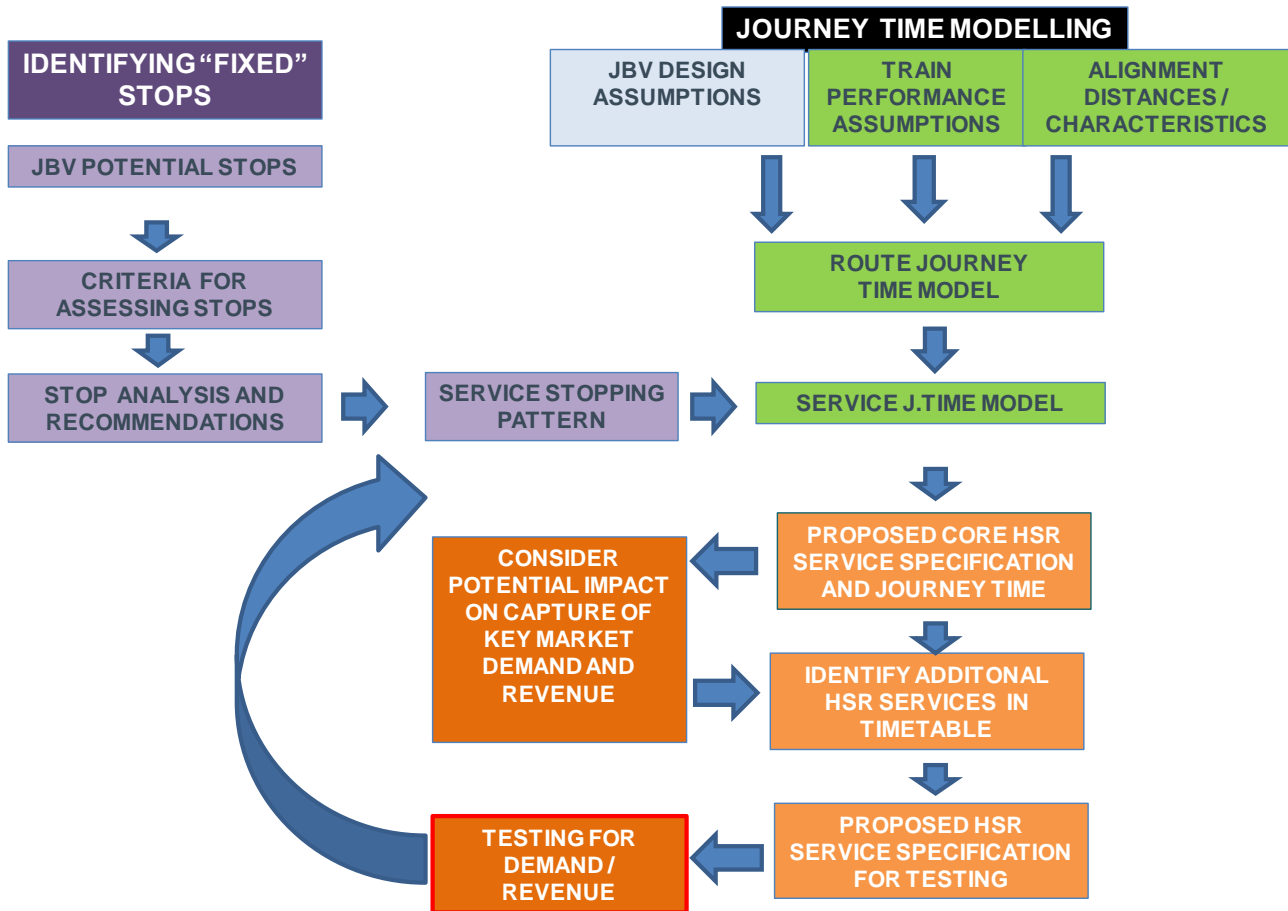 IDENTIFYING “FIXED”
STOPS
JBV POTENTIAL STOPS
CRITERIA FOR
ASSESSING STOPS
STOP ANALYSIS AND
RECOMMENDATIONS
SERVICE STOPPING
PATTERN
JOURNEY TIME MODELLING
JBV DESIGN
ASSUMPTIONS
TRAIN
PERFORMANCE
ASSUMPTIONS
ALIGNMENT
DISTANCES /
CHARACTERISTICS
ROUTE JOURNEY
TIME MODEL
SERVICE J.TIME MODEL
PROPOSED CORE HSR
SERVICE SPECIFICATION
AND JOURNEY TIME
CONSIDER
POTENTIAL IMPACT
ON CAPTURE OF
KEY MARKET
DEMAND AND
REVENUE
IDENTIFY ADDITONAL
HSR SERVICES IN
TIMETABLE
PROPOSED HSR
SERVICE SPECIFICATION
FOR TESTING
TESTING FOR
DEMAND /
REVENUE